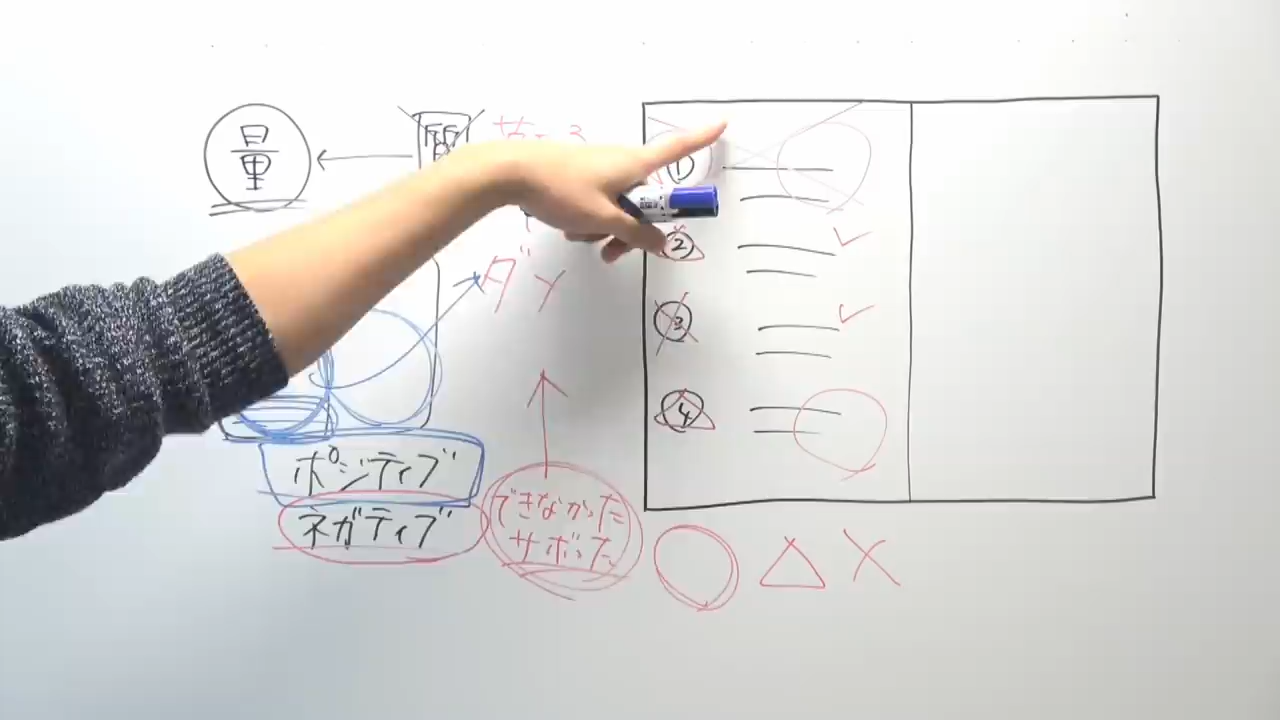 量
ダメ
ポジティブ
ネガティブ
できなかった
サボった
①
②
③
④
○ △ ×